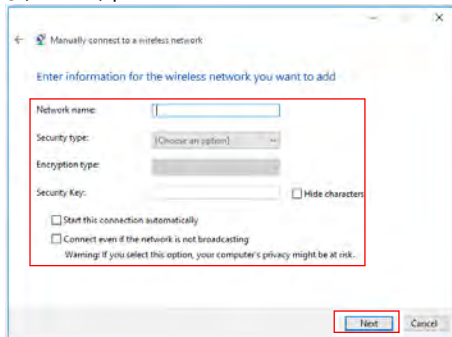 Manually connect to a wireless network
Enter information for the wireless network you want to add
Network name:
Security type: [Choose an option]
Encryption type:
Security Key: Hide characters
Start this connection automatically
Connect even if the network is not broadcasting
Warning: If you select this option, your computer's privacy might be at risk.
Next Cancel